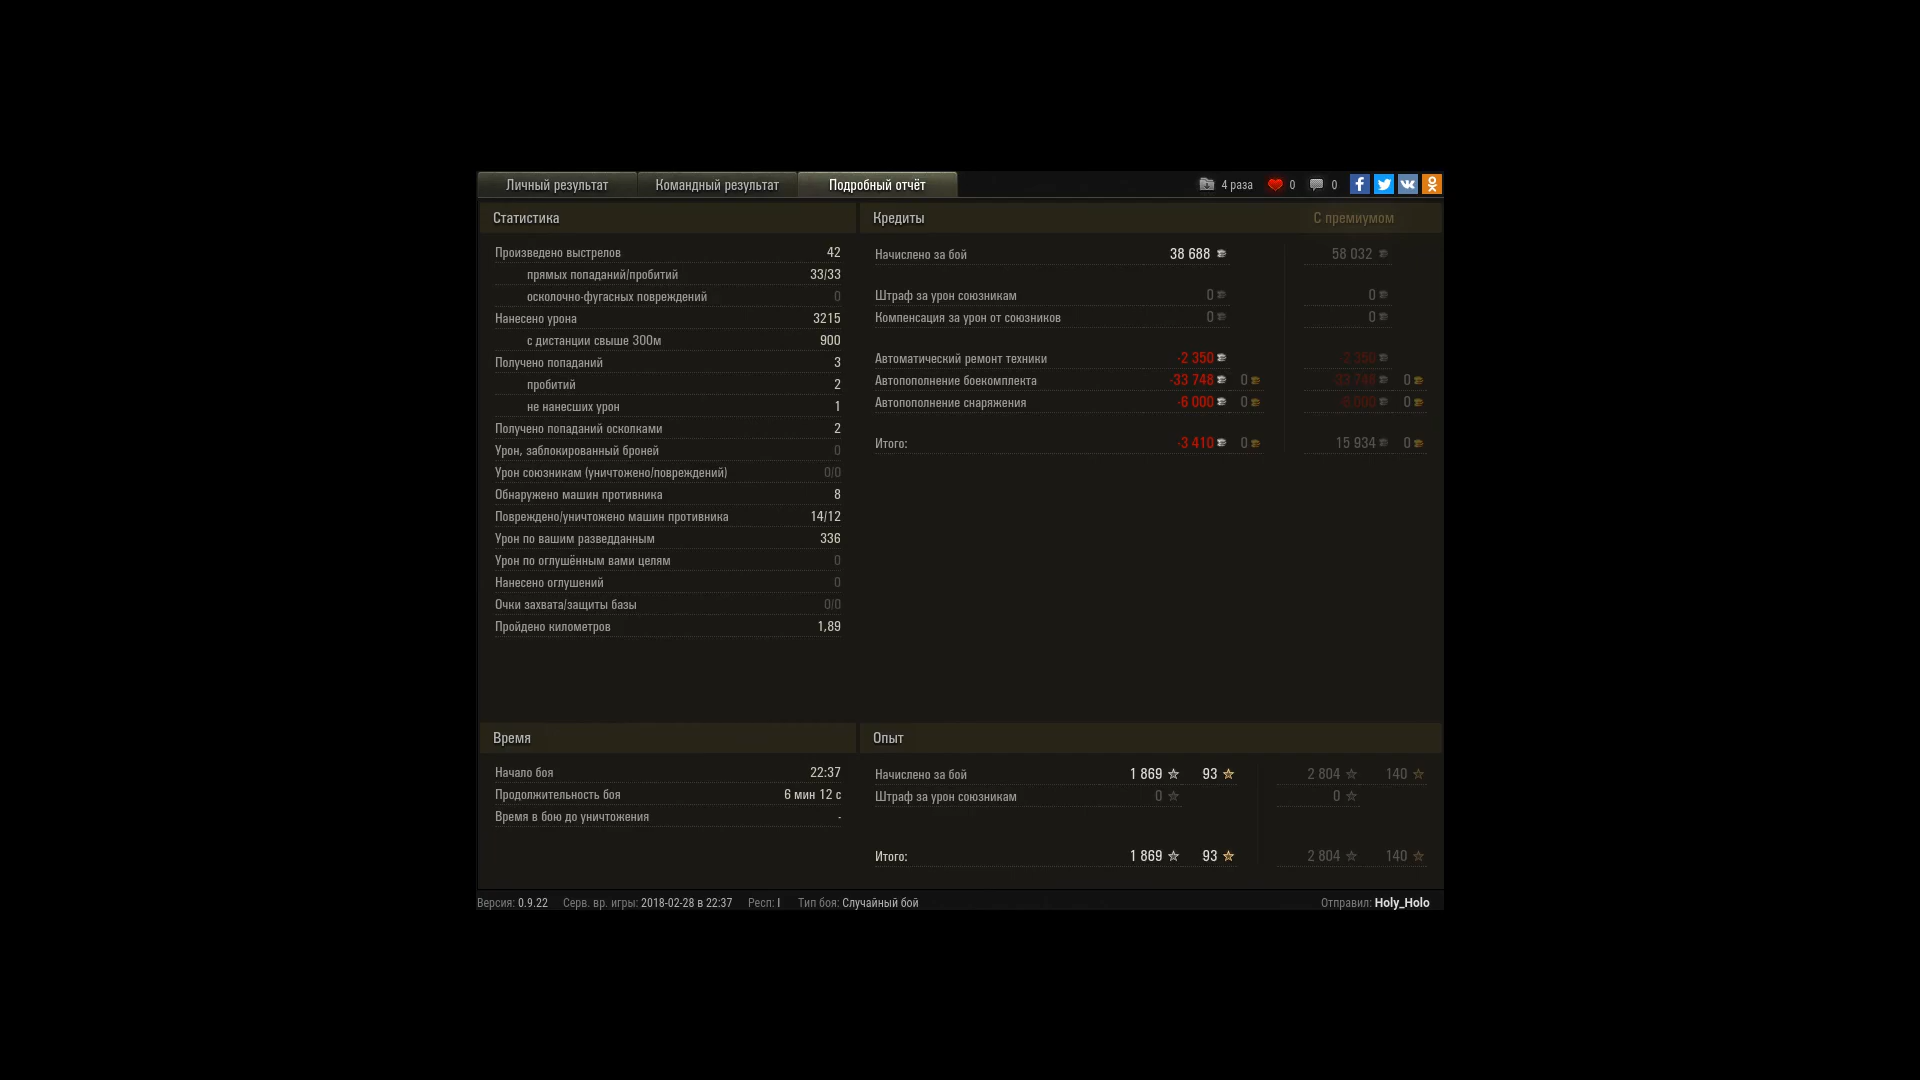 Личный результат Командный результат Подробный отчёт 4 раза 0 0
Статистика
Произведено выстрелов 42
прямых попаданий/пробитий 33/33
осколочно-фугасных повреждений 0
Нанесено урона 3215
с дистанции свыше 300м 900
Получено попаданий 3
пробитий 2
не нанесших урон 1
Получено попаданий осколками 2
Урон, заблокированный броней 0
Урон союзникам (уничтожено/повреждений) 0/0
Обнаружено машин противника 8
Повреждено/уничтожено машин противника 14/12
Урон по вашим разведданным 336
Урон по оглушённым вами целям 0
Нанесено оглушений 0
Очки захвата/защиты базы 0/0
Пройдено километров 1,89
Кредиты С премиумом
Начислено за бой 38 688 58 032
Штраф за урон союзникам 0 0
Компенсация за урон от союзников 0 0
Автоматический ремонт техники -2 350 -2 350
Автопополнение боекомплекта -33 748 0 -33 748 0
Автопополнение снаряжения -6 000 0 -6 000 0
Итого: -3 410 0 15 934 0
Время
Начало боя 22:37
Продолжительность боя 6 мин 12 с
Время в бою до уничтожения -
Опыт
Начислено за бой 1 869 93 2 804 140
Штраф за урон союзникам 0 0
Итого: 1 869 93 2 804 140
Версия: 0.9.22 Серв. вр. игры: 2018-02-28 в 22:37 Респ: I Тип боя: Случайный бой Отправил: Holy_Holo